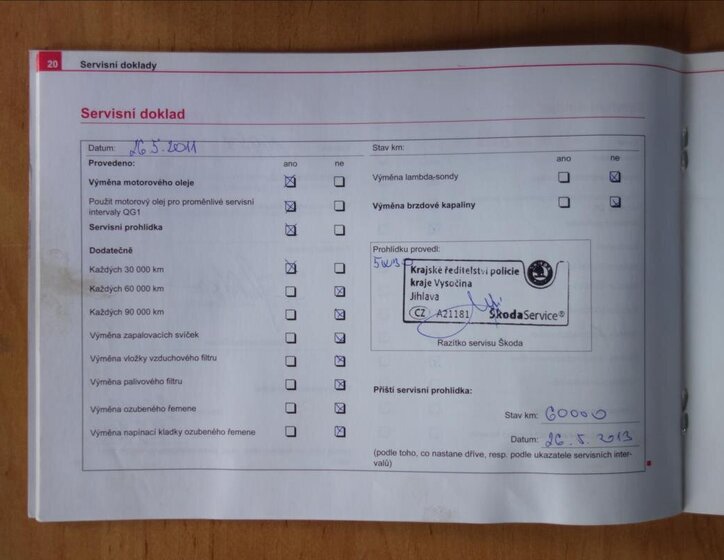 20 Servisní doklady
Servisní doklad
Datum: 26.5.2011
Provedeno: ano ne
Výměna motorového oleje
Použit motorový olej pro proměnlivé servisní
intervaly QG1
Servisní prohlídka
Dodatečně
Každých 30 000 km
Každých 60 000 km
Každých 90 000 km
Výměna zapalovacích svíček
Výměna vložky vzduchového filtru
Výměna palivového filtru
Výměna ozubeného řemene
Výměna napínací kladky ozubeného řemene
Stav km:
ano ne
Výměna lambda-sondy
Výměna brzdové kapaliny
Prohlídku provedl:
5W30
Krajské ředitelství policie
kraje Vysočina
Jihlava
CZ A21181 ŠkodaService®
Razítko servisu Škoda
Příští servisní prohlídka:
Stav km: 60000
Datum: 26.5.2013
(podle toho, co nastane dříve, resp. podle ukazatele servisních inter-
valů)